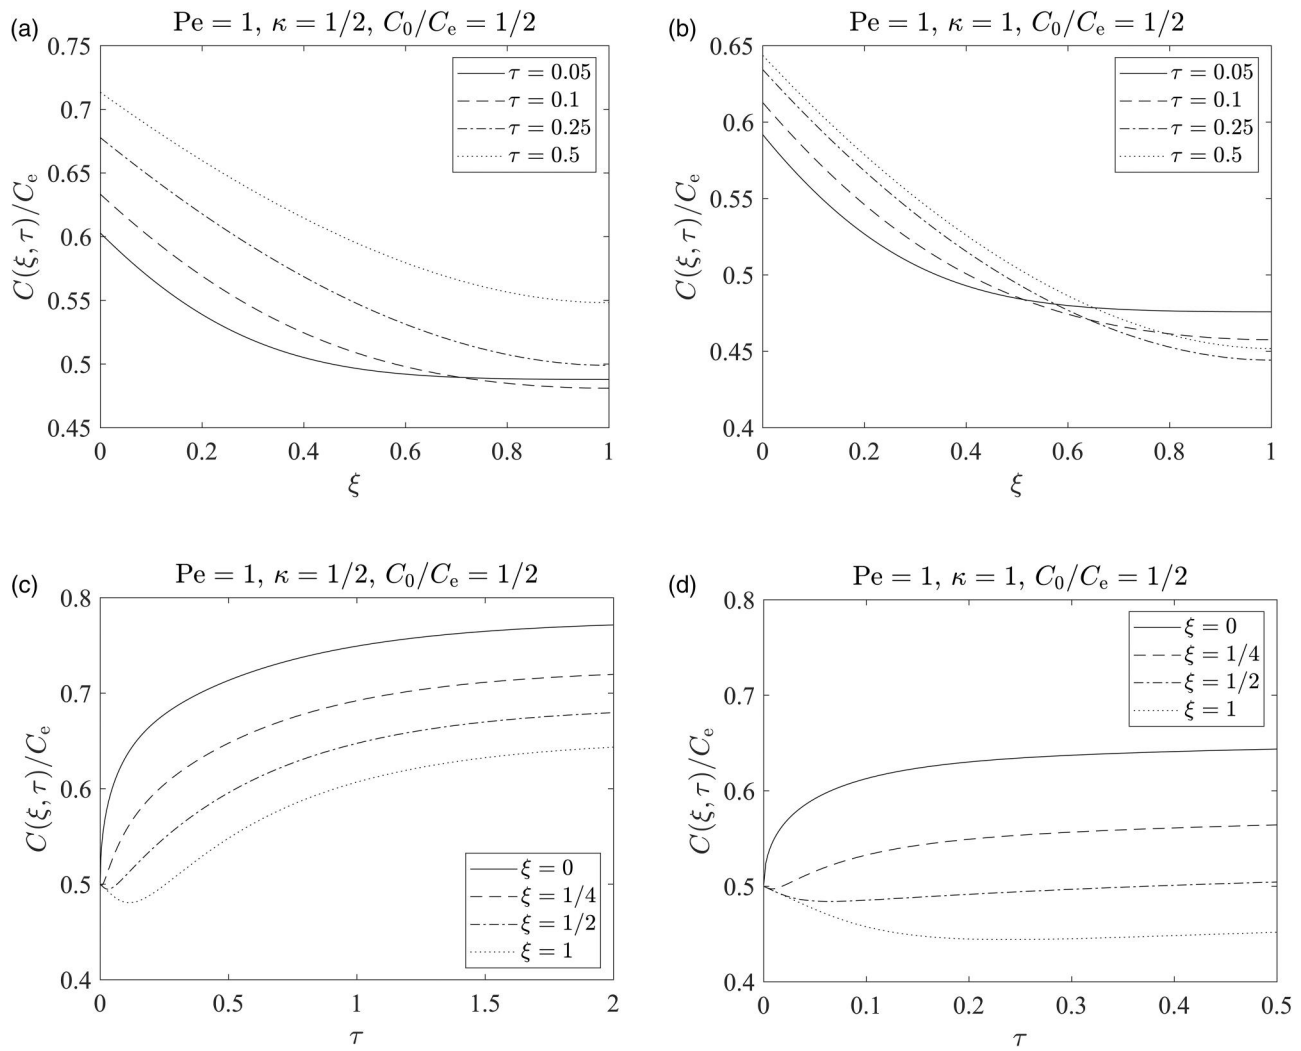 (a) Pe = 1, κ = 1/2, C₀/Cₑ = 1/2
0.75
0.7
0.65
0.6
0.55
0.5
0.45
C(ξ, τ)/Cₑ
τ = 0.05
τ = 0.1
τ = 0.25
τ = 0.5
0 0.2 0.4 0.6 0.8 1
ξ
(b) Pe = 1, κ = 1, C₀/Cₑ = 1/2
0.65
0.6
0.55
0.5
0.45
0.4
C(ξ, τ)/Cₑ
τ = 0.05
τ = 0.1
τ = 0.25
τ = 0.5
0 0.2 0.4 0.6 0.8 1
ξ
(c) Pe = 1, κ = 1/2, C₀/Cₑ = 1/2
0.8
0.7
0.6
0.5
0.4
C(ξ, τ)/Cₑ
ξ = 0
ξ = 1/4
ξ = 1/2
ξ = 1
0 0.5 1 1.5 2
τ
(d) Pe = 1, κ = 1, C₀/Cₑ = 1/2
0.8
0.7
0.6
0.5
0.4
C(ξ, τ)/Cₑ
ξ = 0
ξ = 1/4
ξ = 1/2
ξ = 1
0 0.1 0.2 0.3 0.4 0.5
τ